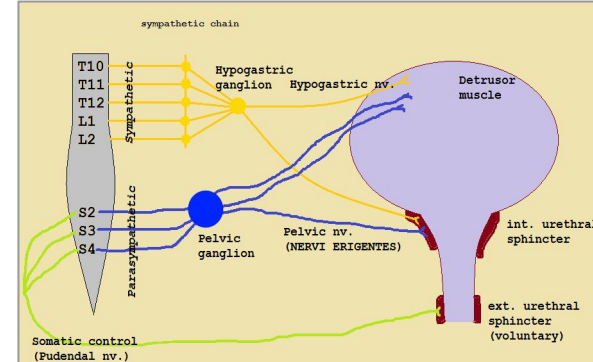 sympathetic chain
T10
T11
T12
L1
L2
Sympathetic
Hypogastric
ganglion
Hypogastric nv.
Detrusor
muscle
S2
S3
S4
Parasympathetic
Pelvic
ganglion
Pelvic nv.
(NERVI ERIGENTES)
int. urethral
sphincter
ext. urethral
sphincter
(voluntary)
Somatic control
(Pudendal nv.)